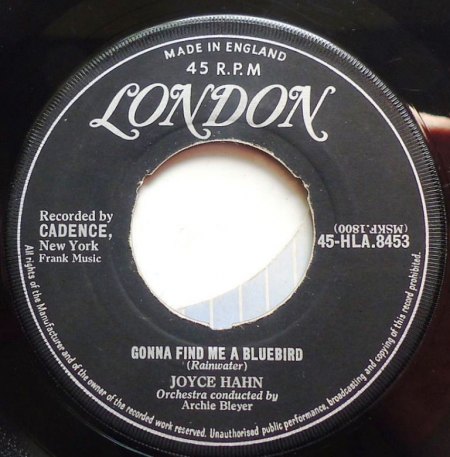 MADE IN ENGLAND
45 R.P.M
LONDON
Recorded by
CADENCE,
New York
Frank Music
(MSKF.1800)
45-HLA.8453
GONNA FIND ME A BLUEBIRD
(Rainwater)
JOYCE HAHN
Orchestra conducted by
Archie Bleyer
All rights of the Manufacturer and of the owner of the recorded work reserved. Unauthorised public performance, broadcasting and copying of this record prohibited.